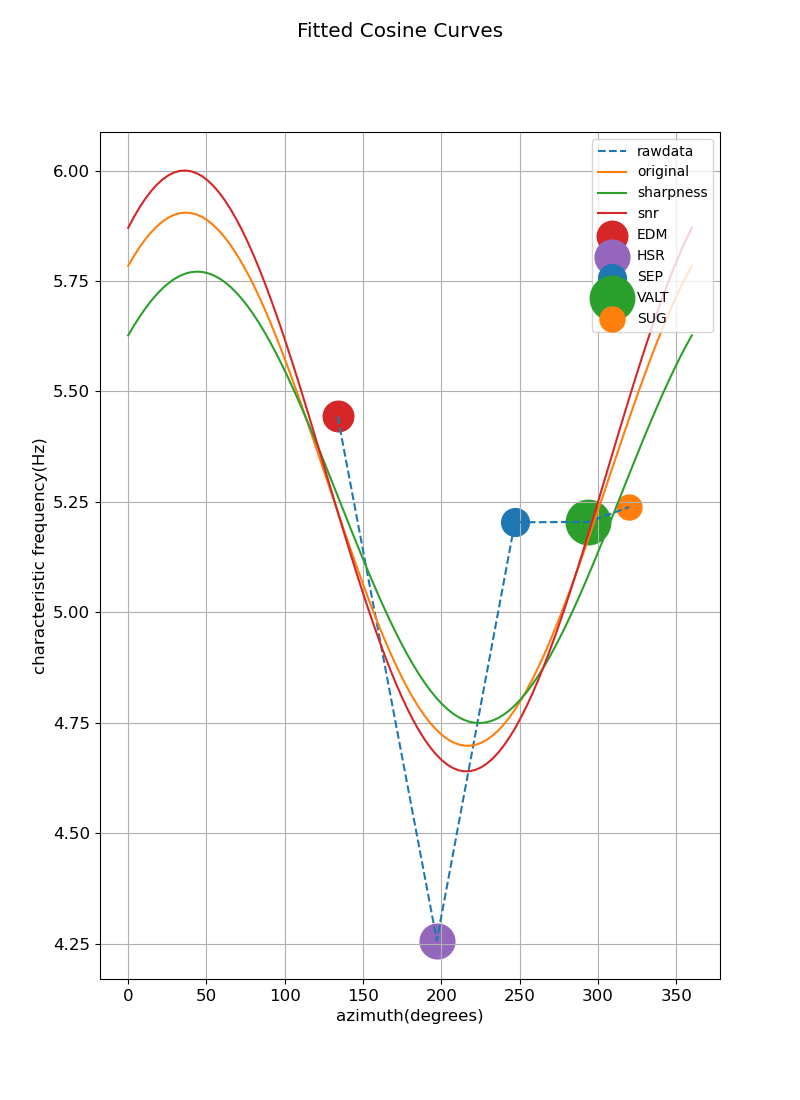 Fitted Cosine Curves
rawdata
original
sharpness
snr
EDM
HSR
SEP
VALT
SUG
6.00
5.75
5.50
5.25
5.00
4.75
4.50
4.25
characteristic frequency(Hz)
0 50 100 150 200 250 300 350
azimuth(degrees)